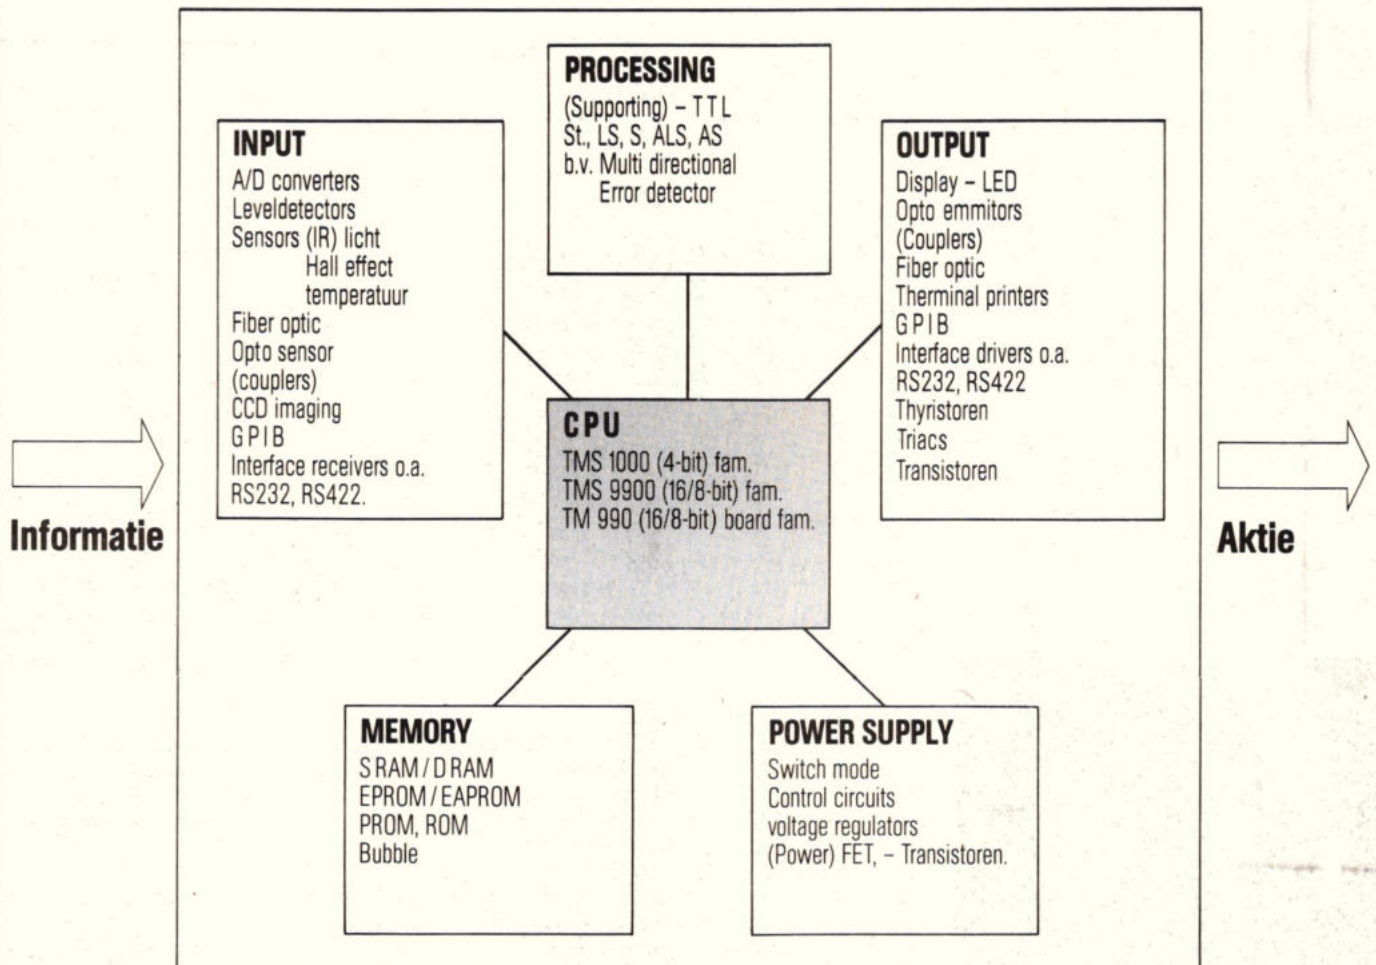 PROCESSING
(Supporting) – TTL
St., LS, S, ALS, AS
b.v. Multi directional
Error detector
INPUT
A/D converters
Leveldetectors
Sensors (IR) licht
Hall effect
temperatuur
Fiber optic
Opto sensor
(couplers)
CCD imaging
GPIB
Interface receivers o.a.
RS232, RS422.
OUTPUT
Display – LED
Opto emmitors
(Couplers)
Fiber optic
Therminal printers
GPIB
Interface drivers o.a.
RS232, RS422
Thyristoren
Triacs
Transistoren
Informatie
CPU
TMS 1000 (4-bit) fam.
TMS 9900 (16/8-bit) fam.
TM 990 (16/8-bit) board fam.
Aktie
MEMORY
SRAM/DRAM
EPROM/EAPROM
PROM, ROM
Bubble
POWER SUPPLY
Switch mode
Control circuits
voltage regulators
(Power) FET, – Transistoren.